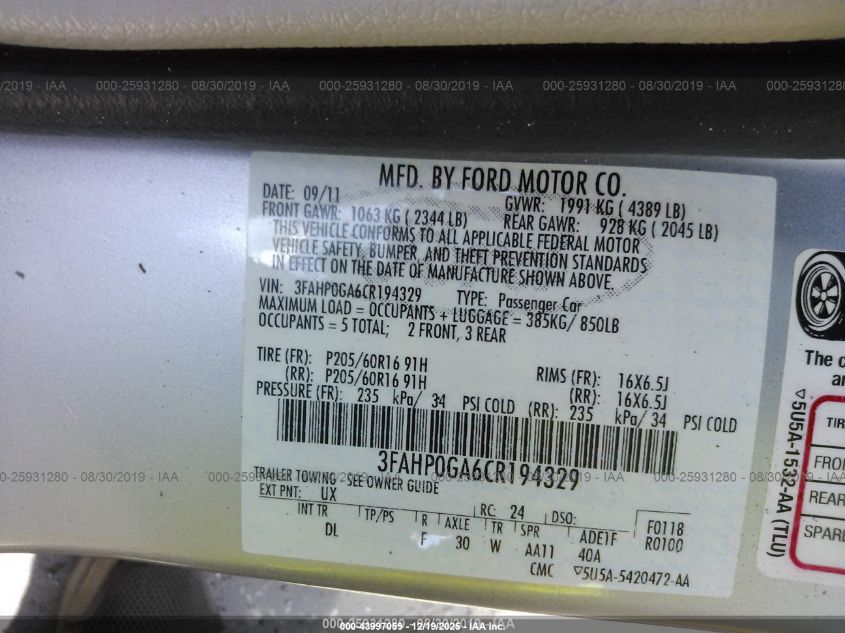 08/30/2019 - IAA 000-25931280 - 08/30/2019 - IAA 000-25931280 - 08/30/2019 - IAA 000-25931280 - 08/30/2019 - IAA
MFD. BY FORD MOTOR CO.
DATE: 09/11 GVWR: 1991 KG ( 4389 LB)
FRONT GAWR: 1063 KG ( 2344 LB) REAR GAWR: 928 KG ( 2045 LB)
THIS VEHICLE CONFORMS TO ALL APPLICABLE FEDERAL MOTOR
VEHICLE SAFETY, BUMPER, AND THEFT PREVENTION STANDARDS
IN EFFECT ON THE DATE OF MANUFACTURE SHOWN ABOVE.
VIN: 3FAHP0GA6CR194329 TYPE: Passenger Car
MAXIMUM LOAD = OCCUPANTS + LUGGAGE = 385KG/ 850LB
OCCUPANTS = 5 TOTAL; 2 FRONT, 3 REAR
TIRE (FR): P205/60R16 91H RIMS (FR): 16X6.5J
(RR): P205/60R16 91H (RR): 16X6.5J
PRESSURE (FR): 235 kPa/ 34 PSI COLD (RR): 235 kPa/ 34 PSI COLD
3FAHP0GA6CR194329
TRAILER TOWING SEE OWNER GUIDE
EXT PNT: UX RC: 24 DSO: F0118
INT TR TP/PS R AXLE TR SPR ADE1F R0100
DL F 30 W AA11 40A
CMC ▽5U5A-5420472-AA
The c
an
TIR
FRO
REAR
SPARE
▽5U5A-1532-AA (TLU)
000-43997069 - 12/19/2025 - IAA Inc.